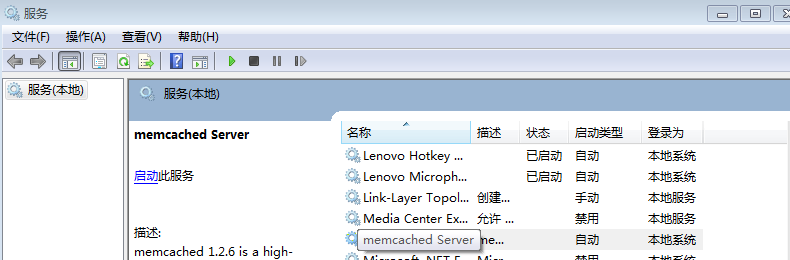 服务
文件(F) 操作(A) 查看(V) 帮助(H)
服务(本地)
服务(本地)
memcached Server
启动此服务
描述:
memcached 1.2.6 is a high-
名称 描述 状态 启动类型 登录为
Lenovo Hotkey ... 已启动 自动 本地系统
Lenovo Microph... 已启动 自动 本地系统
Link-Layer Topol... 创建... 手动 本地服务
Media Center Ex... 允许 ... 禁用 本地服务
memcached Server me... 自动 本地系统
Microsoft .NET F... Micr... 禁用 本地系统